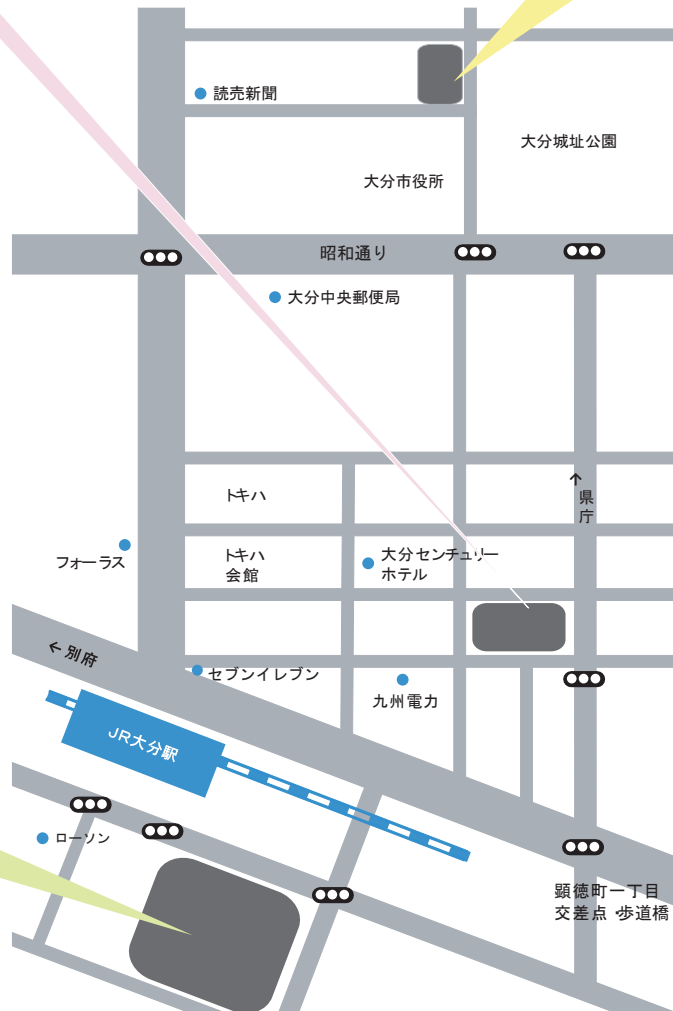 読売新聞
大分城址公園
大分市役所
昭和通り
大分中央郵便局
トキハ
↑
県
庁
フォーラス
トキハ
会館
大分センチュリー
ホテル
←別府
セブンイレブン
九州電力
JR大分駅
ローソン
顕徳町一丁目
交差点・歩道橋